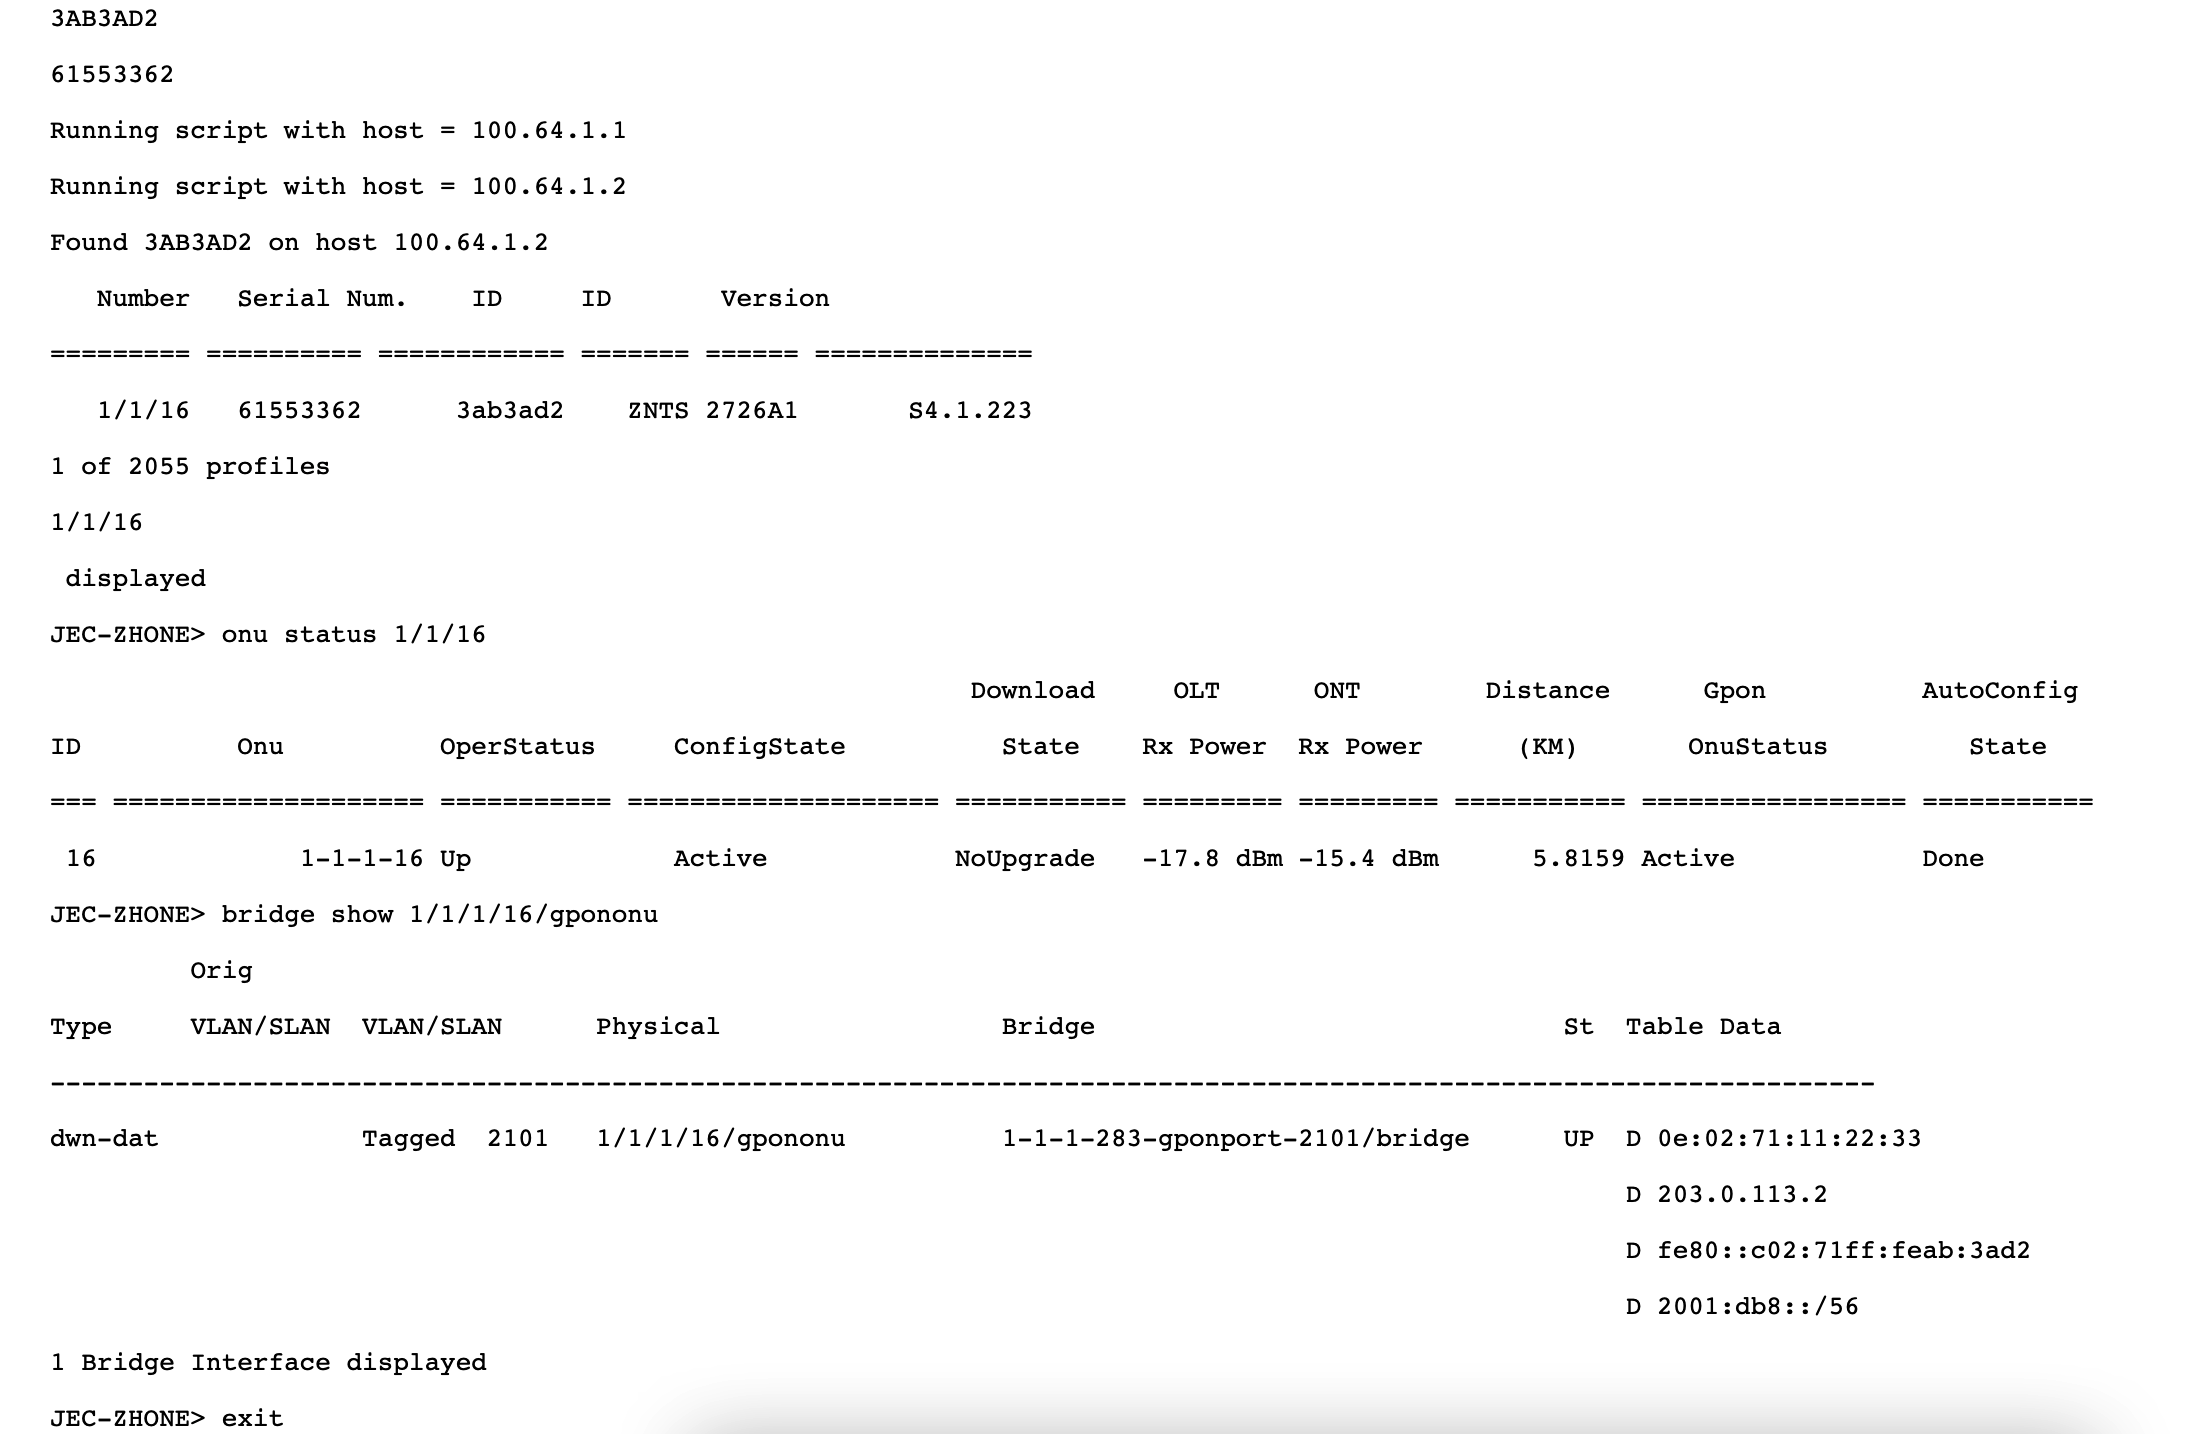 3AB3AD2
61553362
Running script with host = 100.64.1.1
Running script with host = 100.64.1.2
Found 3AB3AD2 on host 100.64.1.2
   Number   Serial Num.    ID     ID       Version
========= ========== ============ ======= ====== ==============
   1/1/16   61553362      3ab3ad2    ZNTS 2726A1       S4.1.223
1 of 2055 profiles
1/1/16
 displayed
JEC-ZHONE> onu status 1/1/16
                                                           Download     OLT      ONT        Distance      Gpon          AutoConfig
ID          Onu          OperStatus     ConfigState          State    Rx Power  Rx Power      (KM)       OnuStatus         State
=== ==================== =========== ==================== =========== ========= ========= =========== ================= ===========
 16             1-1-1-16 Up             Active            NoUpgrade   -17.8 dBm -15.4 dBm      5.8159 Active            Done
JEC-ZHONE> bridge show 1/1/1/16/gpononu
         Orig
Type     VLAN/SLAN  VLAN/SLAN      Physical                  Bridge                              St  Table Data
---------------------------------------------------------------------------------------------------------------------
dwn-dat             Tagged  2101   1/1/1/16/gpononu          1-1-1-283-gponport-2101/bridge      UP  D 0e:02:71:11:22:33
                                                                                                     D 203.0.113.2
                                                                                                     D fe80::c02:71ff:feab:3ad2
                                                                                                     D 2001:db8::/56
1 Bridge Interface displayed
JEC-ZHONE> exit